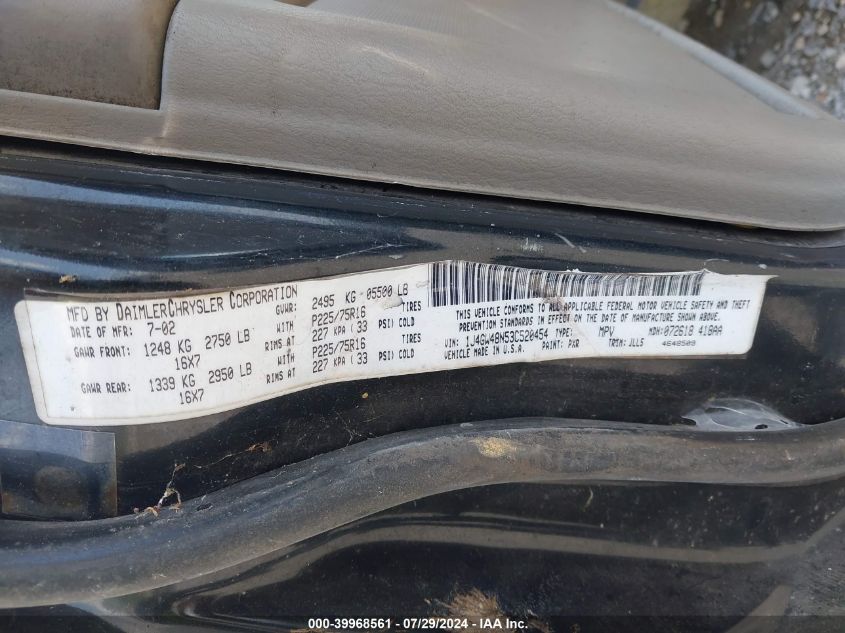 MFD BY DAIMLERCHRYSLER CORPORATION
DATE OF MFR: 7-02 GVWR: 2495 KG 05500 LB
GAWR FRONT: 1248 KG 2750 LB WITH P225/75R16 TIRES
16X7 RIMS AT 227 KPA ( 33 PSI) COLD
GAWR REAR: 1339 KG 2950 LB WITH P225/75R16 TIRES
16X7 RIMS AT 227 KPA ( 33 PSI) COLD
THIS VEHICLE CONFORMS TO ALL APPLICABLE FEDERAL MOTOR VEHICLE SAFETY AND THEFT
PREVENTION STANDARDS IN EFFECT ON THE DATE OF MANUFACTURE SHOWN ABOVE.
VIN: 1J4GW48N53C520454 TYPE: MPV MDH: 072618 418AA
VEHICLE MADE IN U.S.A. PAINT: PXR TRIM: JLLS 4648509
000-39968561 - 07/29/2024 - IAA Inc.